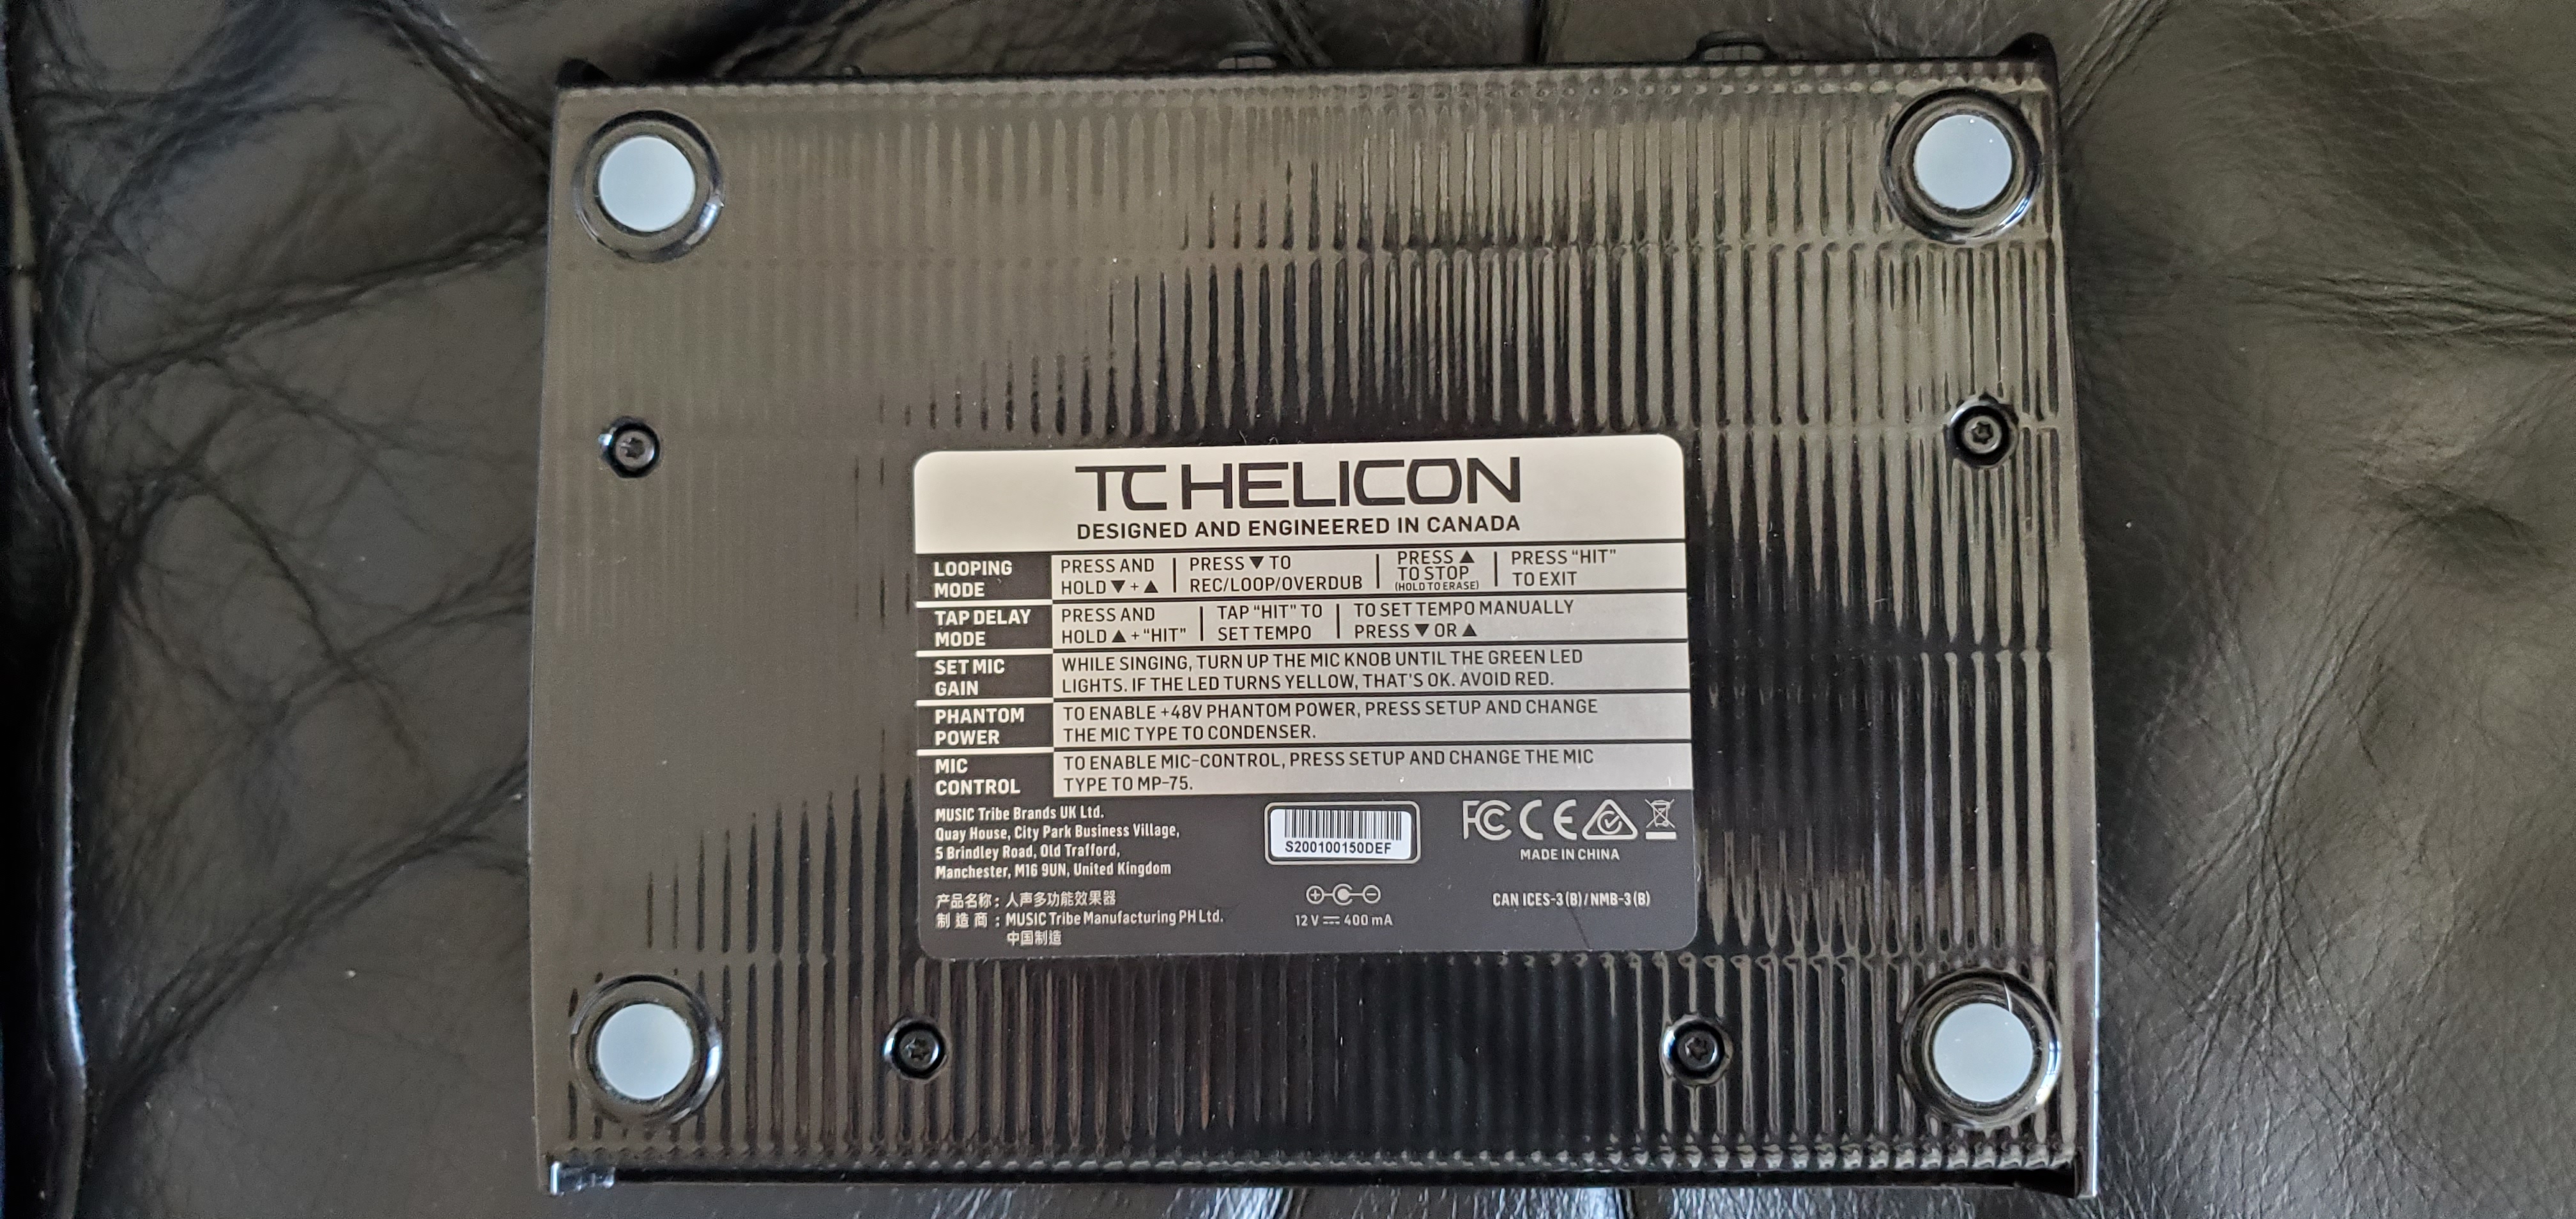 TC HELICON
DESIGNED AND ENGINEERED IN CANADA
LOOPING
MODE
PRESS AND
HOLD ▼ + ▲
PRESS ▼ TO
REC/LOOP/OVERDUB
PRESS ▲
TO STOP
(HOLD TO ERASE)
PRESS “HIT”
TO EXIT
TAP DELAY
MODE
PRESS AND
HOLD ▲ + “HIT”
TAP “HIT” TO
SET TEMPO
TO SET TEMPO MANUALLY
PRESS ▼ OR ▲
SET MIC
GAIN
WHILE SINGING, TURN UP THE MIC KNOB UNTIL THE GREEN LED
LIGHTS. IF THE LED TURNS YELLOW, THAT'S OK. AVOID RED.
PHANTOM
POWER
TO ENABLE +48V PHANTOM POWER, PRESS SETUP AND CHANGE
THE MIC TYPE TO CONDENSER.
MIC
CONTROL
TO ENABLE MIC-CONTROL, PRESS SETUP AND CHANGE THE MIC
TYPE TO MP-75.
MUSIC Tribe Brands UK Ltd.
Quay House, City Park Business Village,
5 Brindley Road, Old Trafford,
Manchester, M16 9UN, United Kingdom
产品名称：人声多功能效果器
制 造 商：MUSIC Tribe Manufacturing PH Ltd.
中国制造
S200100150DEF
12 V ⎓ 400 mA
FC CE
MADE IN CHINA
CAN ICES-3 (B) / NMB-3 (B)